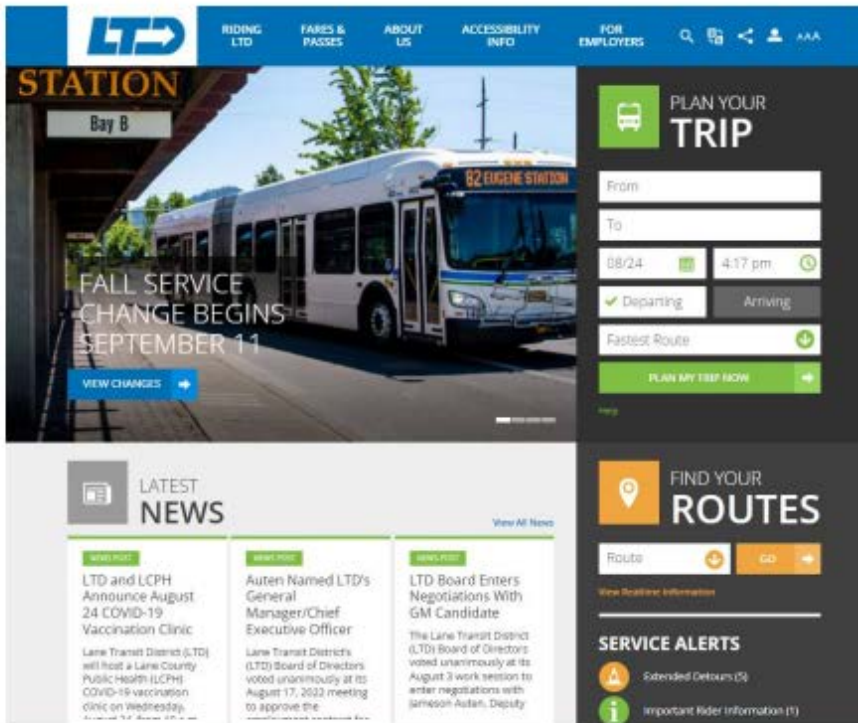 LTD
RIDING
LTD
FARES &
PASSES
ABOUT
US
ACCESSIBILITY
INFO
FOR
EMPLOYERS
AAA
STATION
Bay B
82 EUGENE STATION
FALL SERVICE
CHANGE BEGINS
SEPTEMBER 11
VIEW CHANGES
PLAN YOUR
TRIP
From
To
08/24
4:17 pm
Departing
Arriving
Fastest Route
PLAN MY TRIP NOW
Help
LATEST
NEWS
View All News
NEWS POST
LTD and LCPH
Announce August
24 COVID-19
Vaccination Clinic
Lane Transit District (LTD)
will host a Lane County
Public Health (LCPH)
COVID-19 vaccination
clinic on Wednesday,
August 24, from 10 a.m.
NEWS POST
Auten Named LTD's
General
Manager/Chief
Executive Officer
Lane Transit District's
(LTD) Board of Directors
voted unanimously at its
August 17, 2022 meeting
to approve the
employment contract for
NEWS POST
LTD Board Enters
Negotiations With
GM Candidate
The Lane Transit District
(LTD) Board of Directors
voted unanimously at its
August 3 work session to
enter negotiations with
Jameson Auten, Deputy
FIND YOUR
ROUTES
Route
GO
View Realtime Information
SERVICE ALERTS
Extended Detours (5)
Important Rider Information (1)